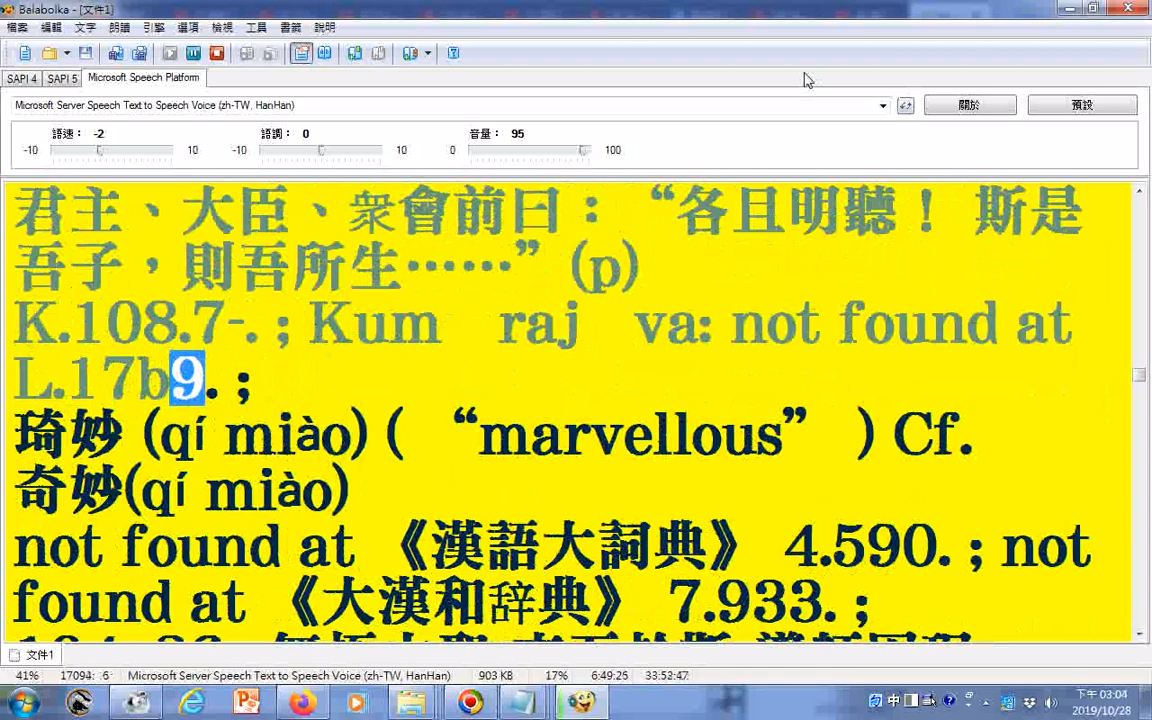 Balabolka - [文件1]
檔案 編輯 文字 朗讀 引擎 選項 檢視 工具 書籤 說明
SAPI 4 SAPI 5 Microsoft Speech Platform
Microsoft Server Speech Text to Speech Voice (zh-TW, HanHan) 關於 預設
語速： -2 語調： 0 音量： 95
-10 10 -10 10 0 100
君主、大臣、衆會前曰：“各且明聽！ 斯是
吾子，則吾所生……”(p)
K.108.7-. ; Kum raj va: not found at
L.17b9. ;
琦妙 (qí miào) ( “marvellous” ) Cf.
奇妙(qí miào)
not found at 《漢語大詞典》 4.590. ; not
found at 《大漢和辞典》 7.933. ;
文件1
41% 17094: 6 Microsoft Server Speech Text to Speech Voice (zh-TW, HanHan) 903 KB 17% 6:49:25 33:52:47
中 下午 03:04
2019/10/28